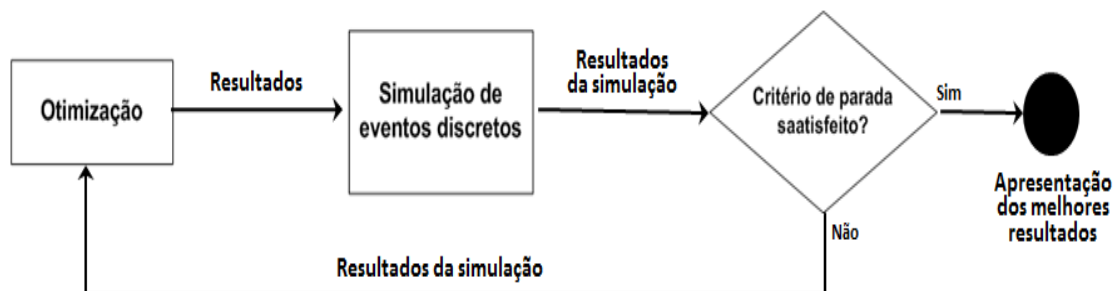 Otimização
Resultados
Simulação de
eventos discretos
Resultados
da simulação
Critério de parada
saatisfeito?
Sim
Apresentação
dos melhores
resultados
Não
Resultados da simulação